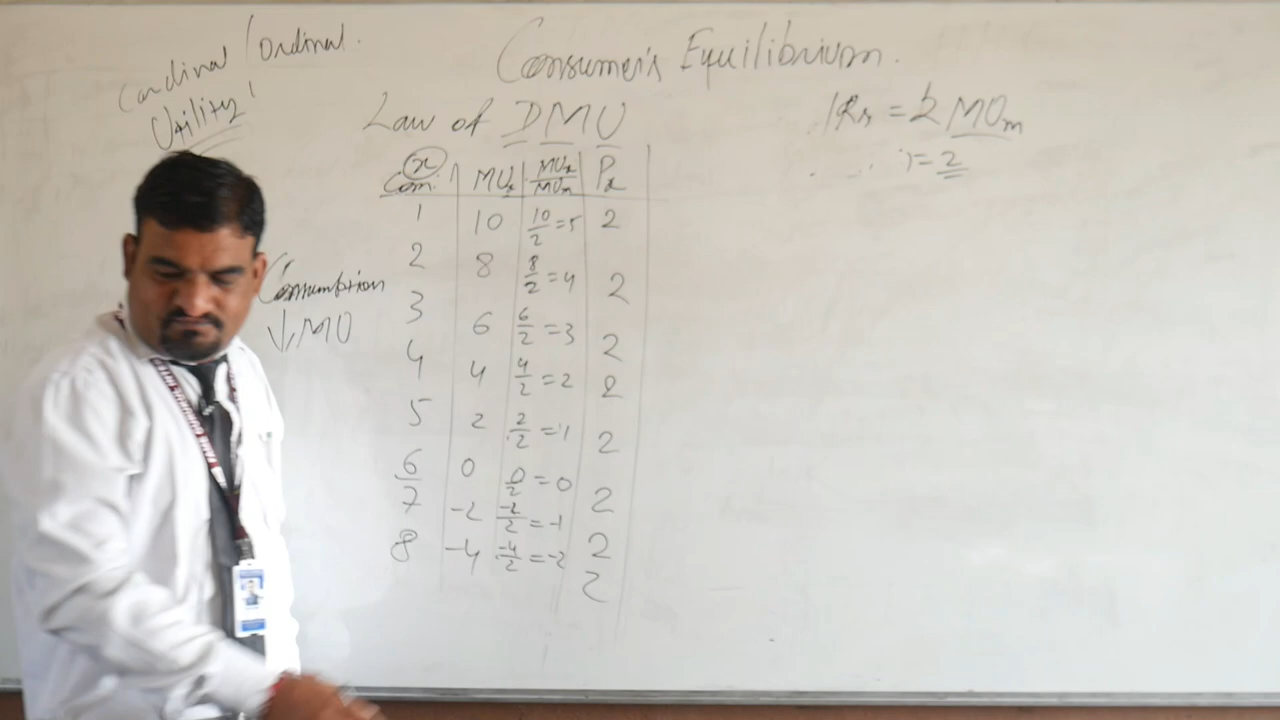 Cardinal / Ordinal.
Utility'
Consumer's Equilibrium.
Law of DMU
1Rs = 2 MUm
= 2
x
Com. MUx MUx/MUm Px
1 10 10/2 = 5 2
2 8 8/2 = 4 2
3 6 6/2 = 3 2
4 4 4/2 = 2 2
5 2 2/2 = 1 2
6 0 0/2 = 0 2
7 -2 -2/2 = -1 2
8 -4 -4/2 = -2 2
Consumption
↓ MU